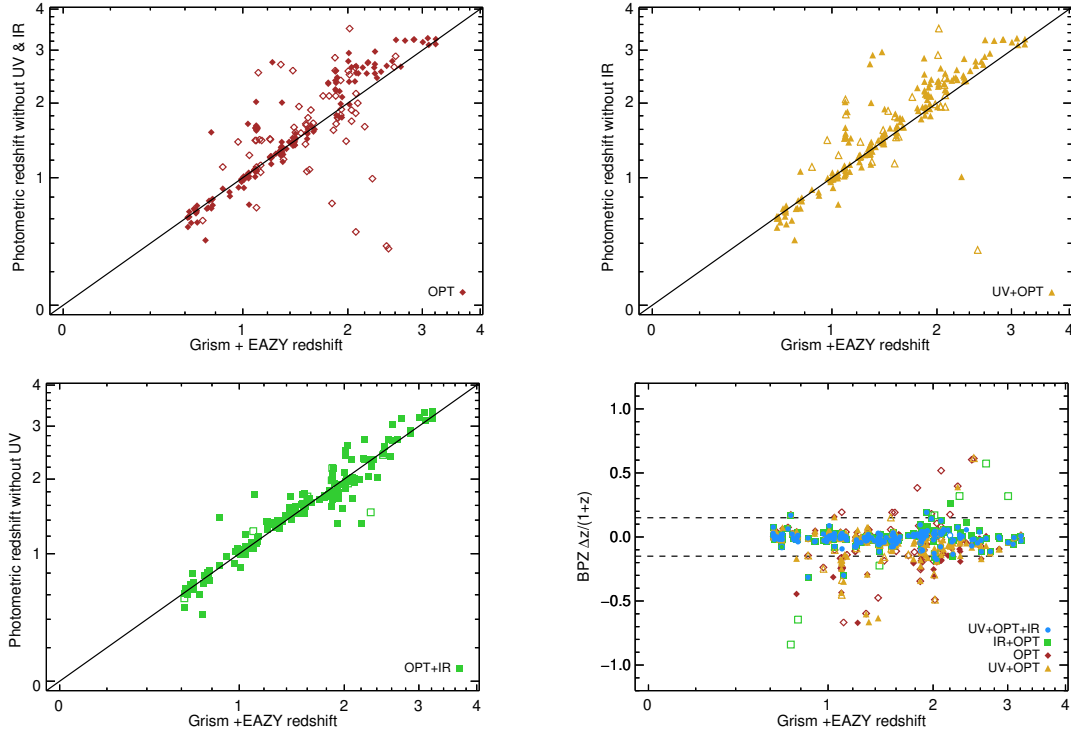 Photometric redshift without UV & IR
4
3
2
1
0
OPT
0
1
2
3
4
Grism + EAZY redshift
Photometric redshift without IR
4
3
2
1
0
UV+OPT
0
1
2
3
4
Grism +EAZY redshift
Photometric redshift without UV
4
3
2
1
0
OPT+IR
0
1
2
3
4
Grism +EAZY redshift
BPZ Δz/(1+z)
1.0
0.5
0.0
−0.5
−1.0
UV+OPT+IR
IR+OPT
OPT
UV+OPT
0
1
2
3
4
Grism +EAZY redshift